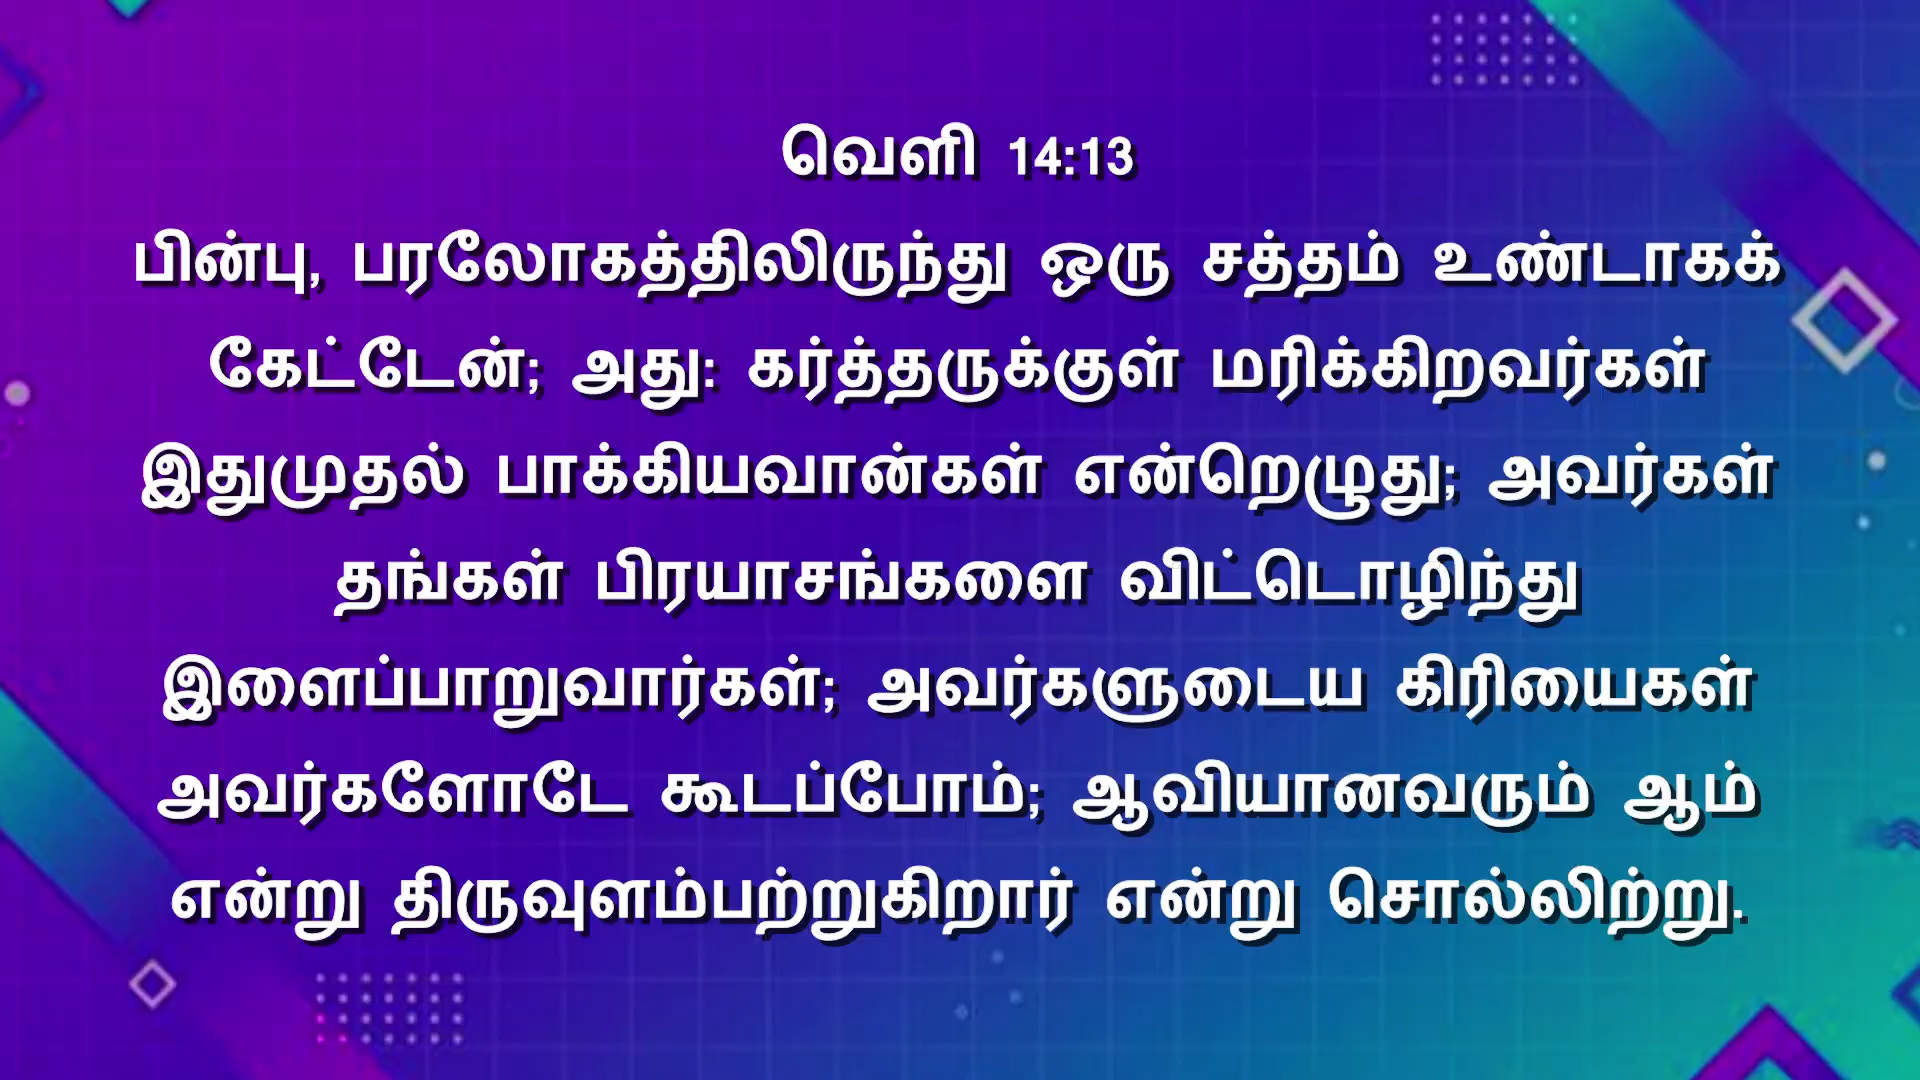 வெளி 14:13
பின்பு, பரலோகத்திலிருந்து ஒரு சத்தம் உண்டாகக்
கேட்டேன்; அது: கர்த்தருக்குள் மரிக்கிறவர்கள்
இதுமுதல் பாக்கியவான்கள் என்றெழுது; அவர்கள்
தங்கள் பிரயாசங்களை விட்டொழிந்து
இளைப்பாறுவார்கள்; அவர்களுடைய கிரியைகள்
அவர்களோடே கூடப்போம்; ஆவியானவரும் ஆம்
என்று திருவுளம்பற்றுகிறார் என்று சொல்லிற்று.